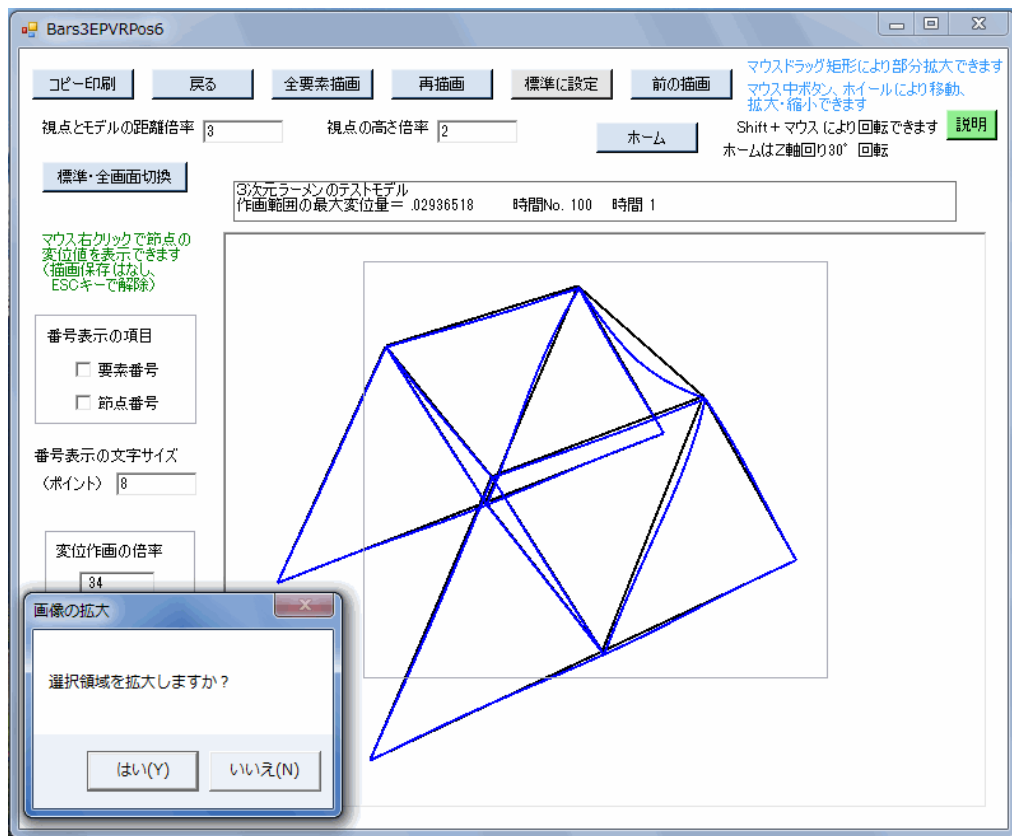 Bars3EPVRPos6
コピー印刷
戻る
全要素描画
再描画
標準に設定
前の描画
マウスドラッグ矩形により部分拡大できます
マウス中ボタン、ホイールにより移動、
拡大・縮小できます
視点とモデルの距離倍率 3
視点の高さ倍率 2
ホーム
Shift+マウスにより回転できます
説明
ホームはZ軸回り30° 回転
標準・全画面切換
3次元ラーメンのテストモデル
作画範囲の最大変位量= .02936518 時間No. 100 時間 1
マウス右クリックで節点の
変位値を表示できます
(描画保存はなし、
ESCキーで解除)
番号表示の項目
要素番号
節点番号
番号表示の文字サイズ
(ポイント) 8
変位作画の倍率
34
画像の拡大
選択領域を拡大しますか?
はい(Y)
いいえ(N)